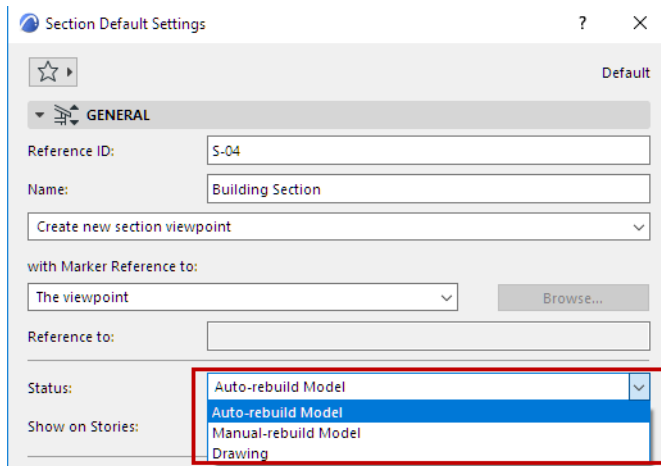 Section Default Settings
?
Default
GENERAL
Reference ID:
S-04
Name:
Building Section
Create new section viewpoint
with Marker Reference to:
The viewpoint
Browse...
Reference to:
Status:
Auto-rebuild Model
Auto-rebuild Model
Show on Stories:
Manual-rebuild Model
Drawing